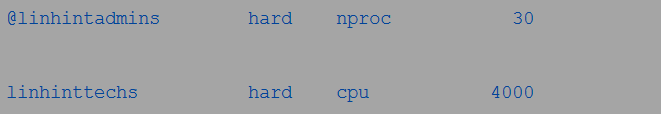 @linhintadmins hard nproc 30
linhinttechs hard cpu 4000